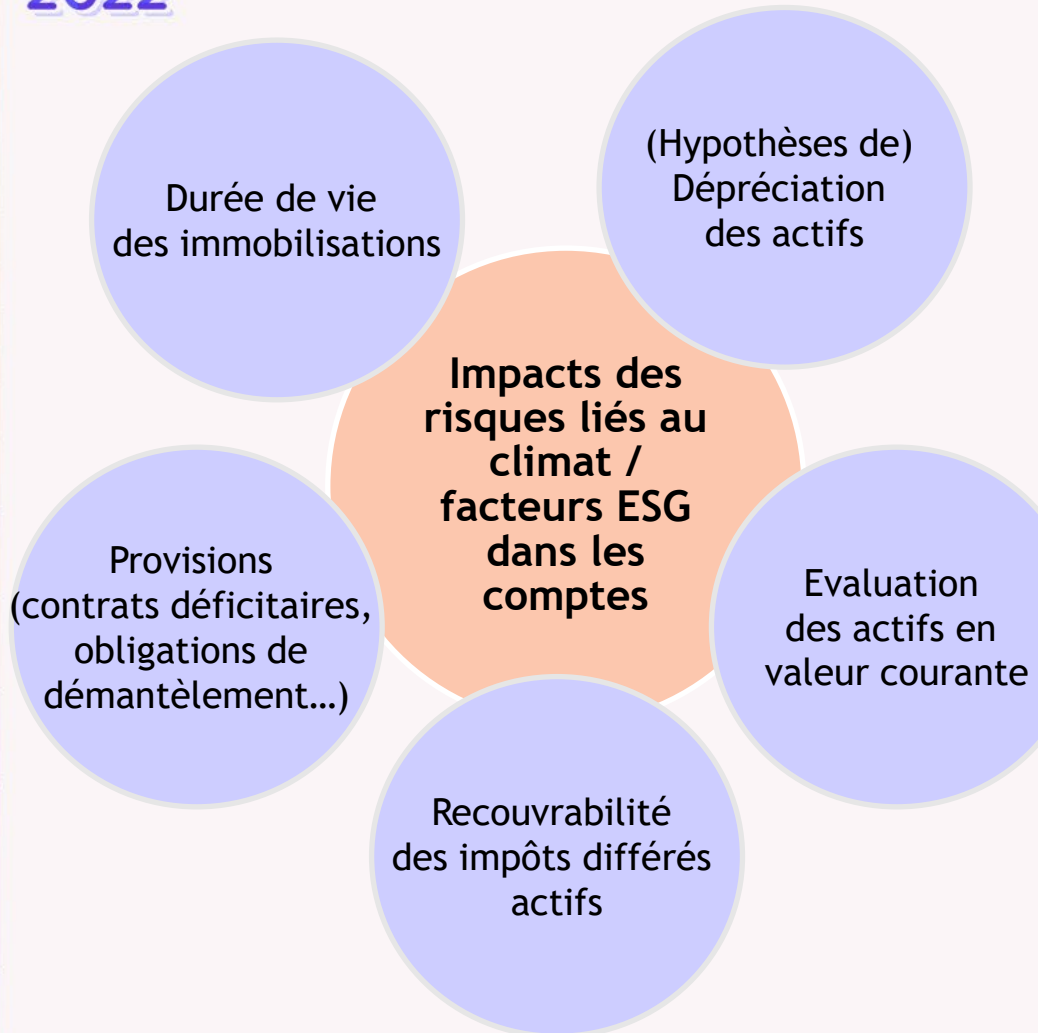 2022
Durée de vie
des immobilisations
(Hypothèses de)
Dépréciation
des actifs
Impacts des
risques liés au
climat /
facteurs ESG
dans les
comptes
Provisions
(contrats déficitaires,
obligations de
démantèlement…)
Evaluation
des actifs en
valeur courante
Recouvrabilité
des impôts différés
actifs